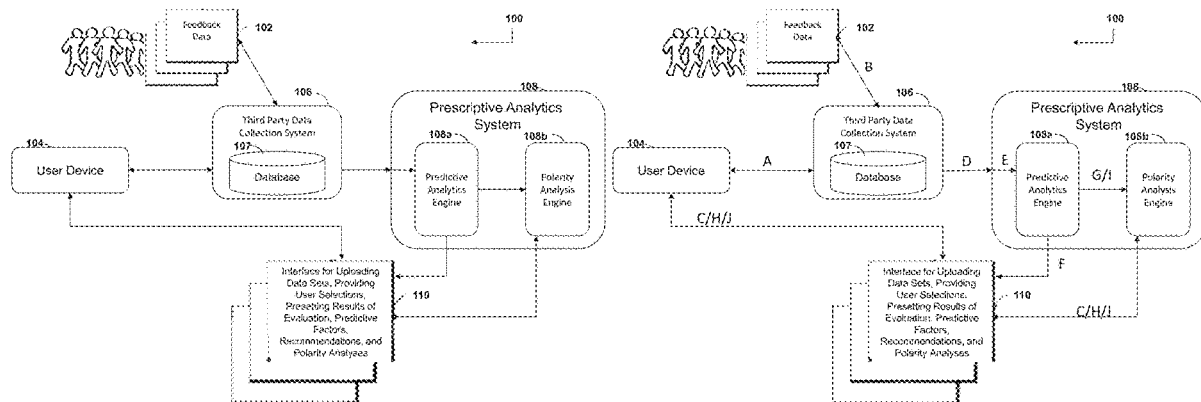 Feedback
Data
102
100
106
Third Party Data
Collection System
107
Database
104
User Device
108
Prescriptive Analytics
System
108a
108b
Predictive
Analytics
Engine
Polarity
Analysis
Engine
Interface for Uploading
Data Sets, Providing
User Selections,
Presetting Results of
Evaluation, Predictive
Factors,
Recommendations, and
Polarity Analyses
110
Feedback
Data
102
100
B
106
Third Party Data
Collection System
107
Database
104
User Device
A
D
E
108
Prescriptive Analytics
System
108a
108b
Predictive
Analytics
Engine
G/I
Polarity
Analysis
Engine
C/H/J
F
Interface for Uploading
Data Sets, Providing
User Selections,
Presetting Results of
Evaluation, Predictive
Factors,
Recommendations, and
Polarity Analyses
110
C/H/J